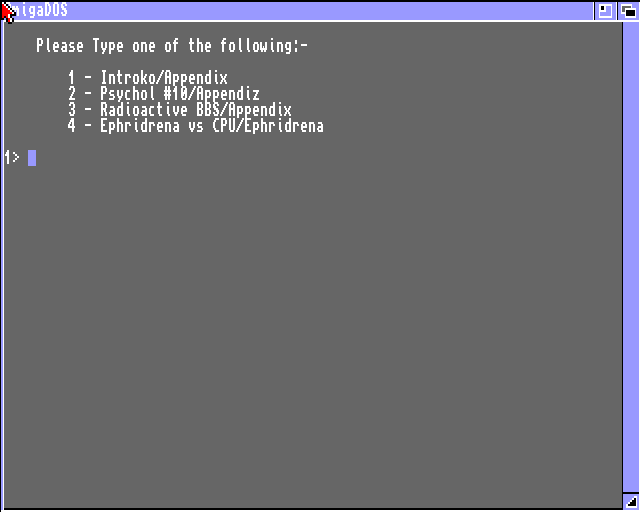 migaDOS
Please Type one of the following:-
1 - Introko/Appendix
2 - Psychol #10/Appendiz
3 - Radioactive BBS/Appendix
4 - Ephridrena vs CPU/Ephridrena
1>